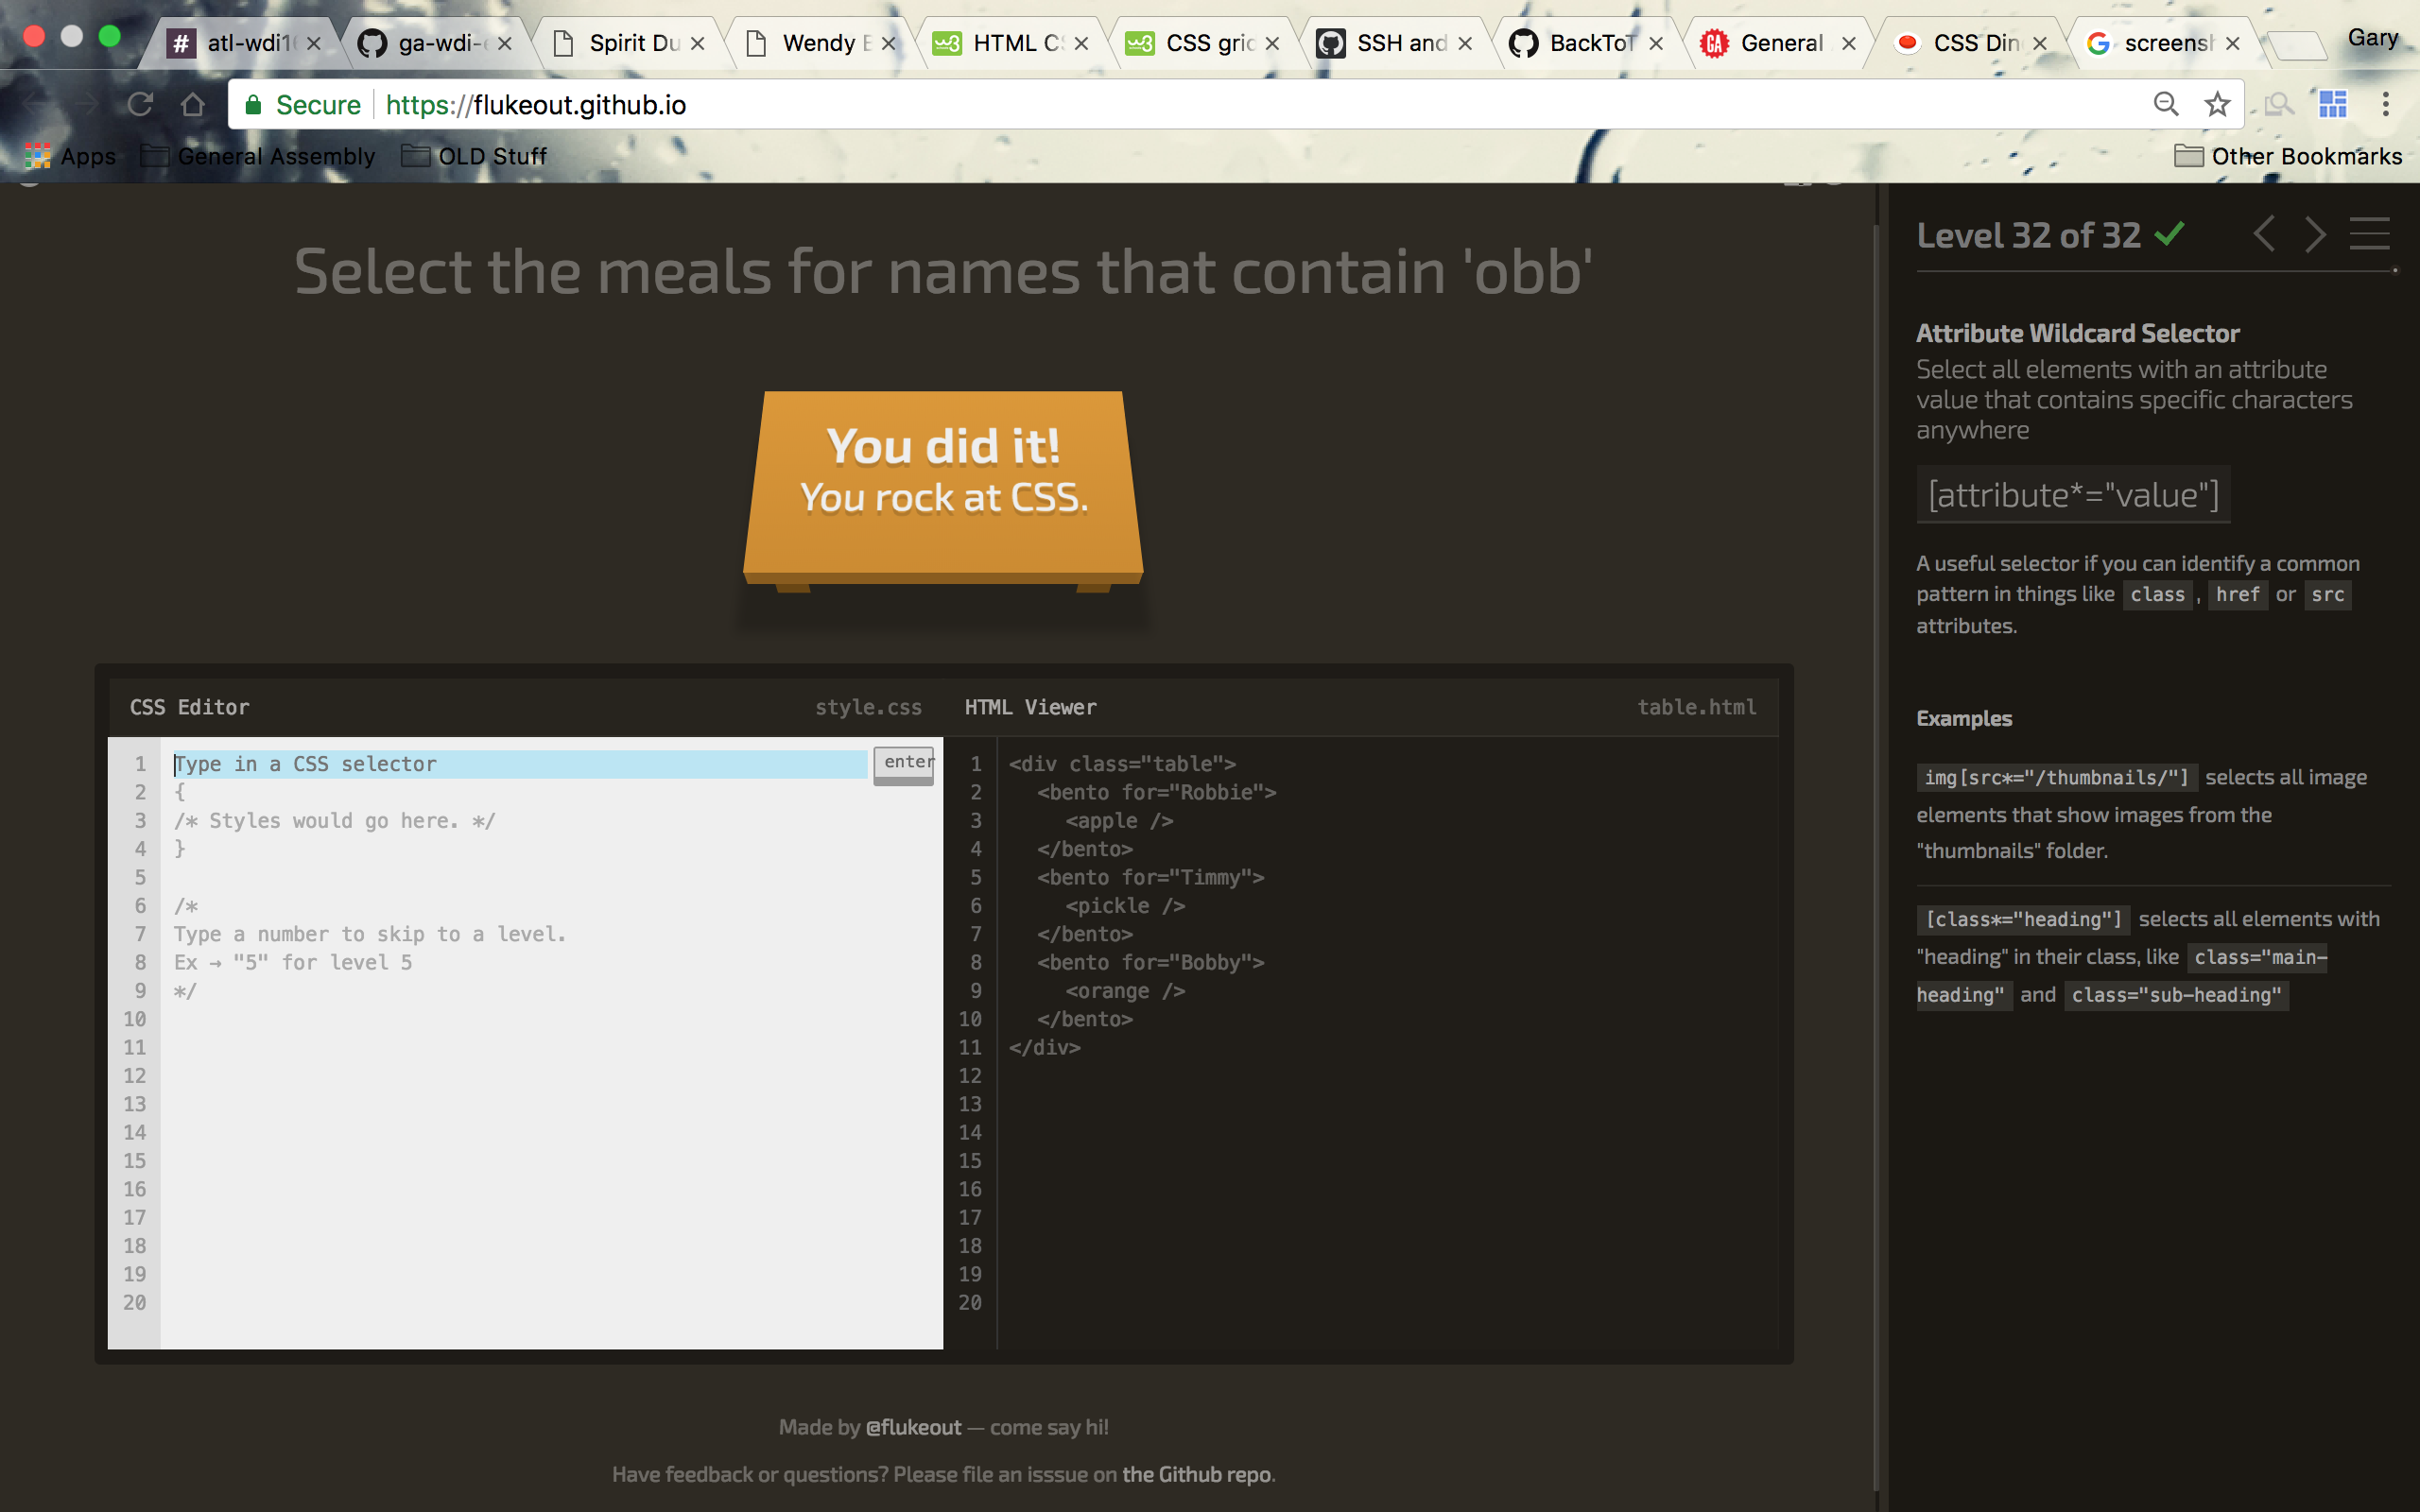 # atl-wdi1
ga-wdi-
Spirit Du
Wendy
HTML C
CSS gric
SSH and
BackToT
General
CSS Din
screensh
Gary
Secure https://flukeout.github.io
Apps General Assembly OLD Stuff Other Bookmarks
Select the meals for names that contain 'obb'
You did it!
You rock at CSS.
CSS Editor style.css
1 Type in a CSS selector enter
2 {
3 /* Styles would go here. */
4 }
5
6 /*
7 Type a number to skip to a level.
8 Ex → "5" for level 5
9 */
10
11
12
13
14
15
16
17
18
19
20
HTML Viewer table.html
1 <div class="table">
2 <bento for="Robbie">
3 <apple />
4 </bento>
5 <bento for="Timmy">
6 <pickle />
7 </bento>
8 <bento for="Bobby">
9 <orange />
10 </bento>
11 </div>
12
13
14
15
16
17
18
19
20
Made by @flukeout — come say hi!
Have feedback or questions? Please file an isssue on the Github repo.
Level 32 of 32
Attribute Wildcard Selector
Select all elements with an attribute
value that contains specific characters
anywhere
[attribute*="value"]
A useful selector if you can identify a common
pattern in things like class , href or src
attributes.
Examples
img[src*="/thumbnails/"] selects all image
elements that show images from the
"thumbnails" folder.
[class*="heading"] selects all elements with
"heading" in their class, like class="main-
heading" and class="sub-heading"